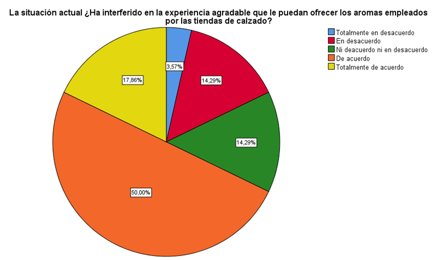 La situación actual ¿Ha interferido en la experiencia agradable que le puedan ofrecer los aromas empleados
por las tiendas de calzado?
Totalmente en desacuerdo
En desacuerdo
Ni deacuerdo ni en desacuerdo
De acuerdo
Totalmente de acuerdo
3,57%
14,29%
17,86%
14,29%
50,00%